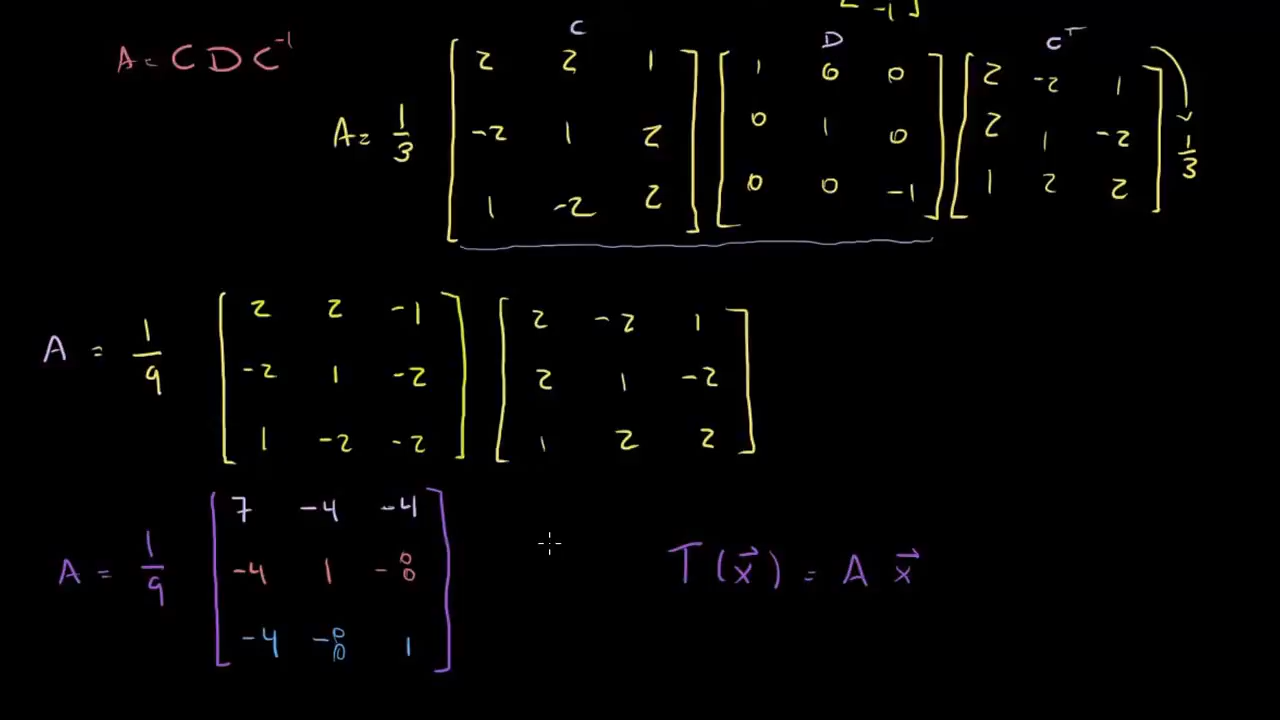 -1 ]
A = C D C⁻¹
C D Cᵀ
A = 1/3 [ 2 2 1 ] [ 1 0 0 ] [ 2 -2 1 ]
[ -2 1 2 ] [ 0 1 0 ] [ 2 1 -2 ] 1/3
[ 1 -2 2 ] [ 0 0 -1 ] [ 1 2 2 ]
A = 1/9 [ 2 2 -1 ] [ 2 -2 1 ]
[ -2 1 -2 ] [ 2 1 -2 ]
[ 1 -2 -2 ] [ 1 2 2 ]
A = 1/9 [ 7 -4 -4 ]
[ -4 1 -8 ] T(x⃗) = A x⃗
[ -4 -8 1 ]